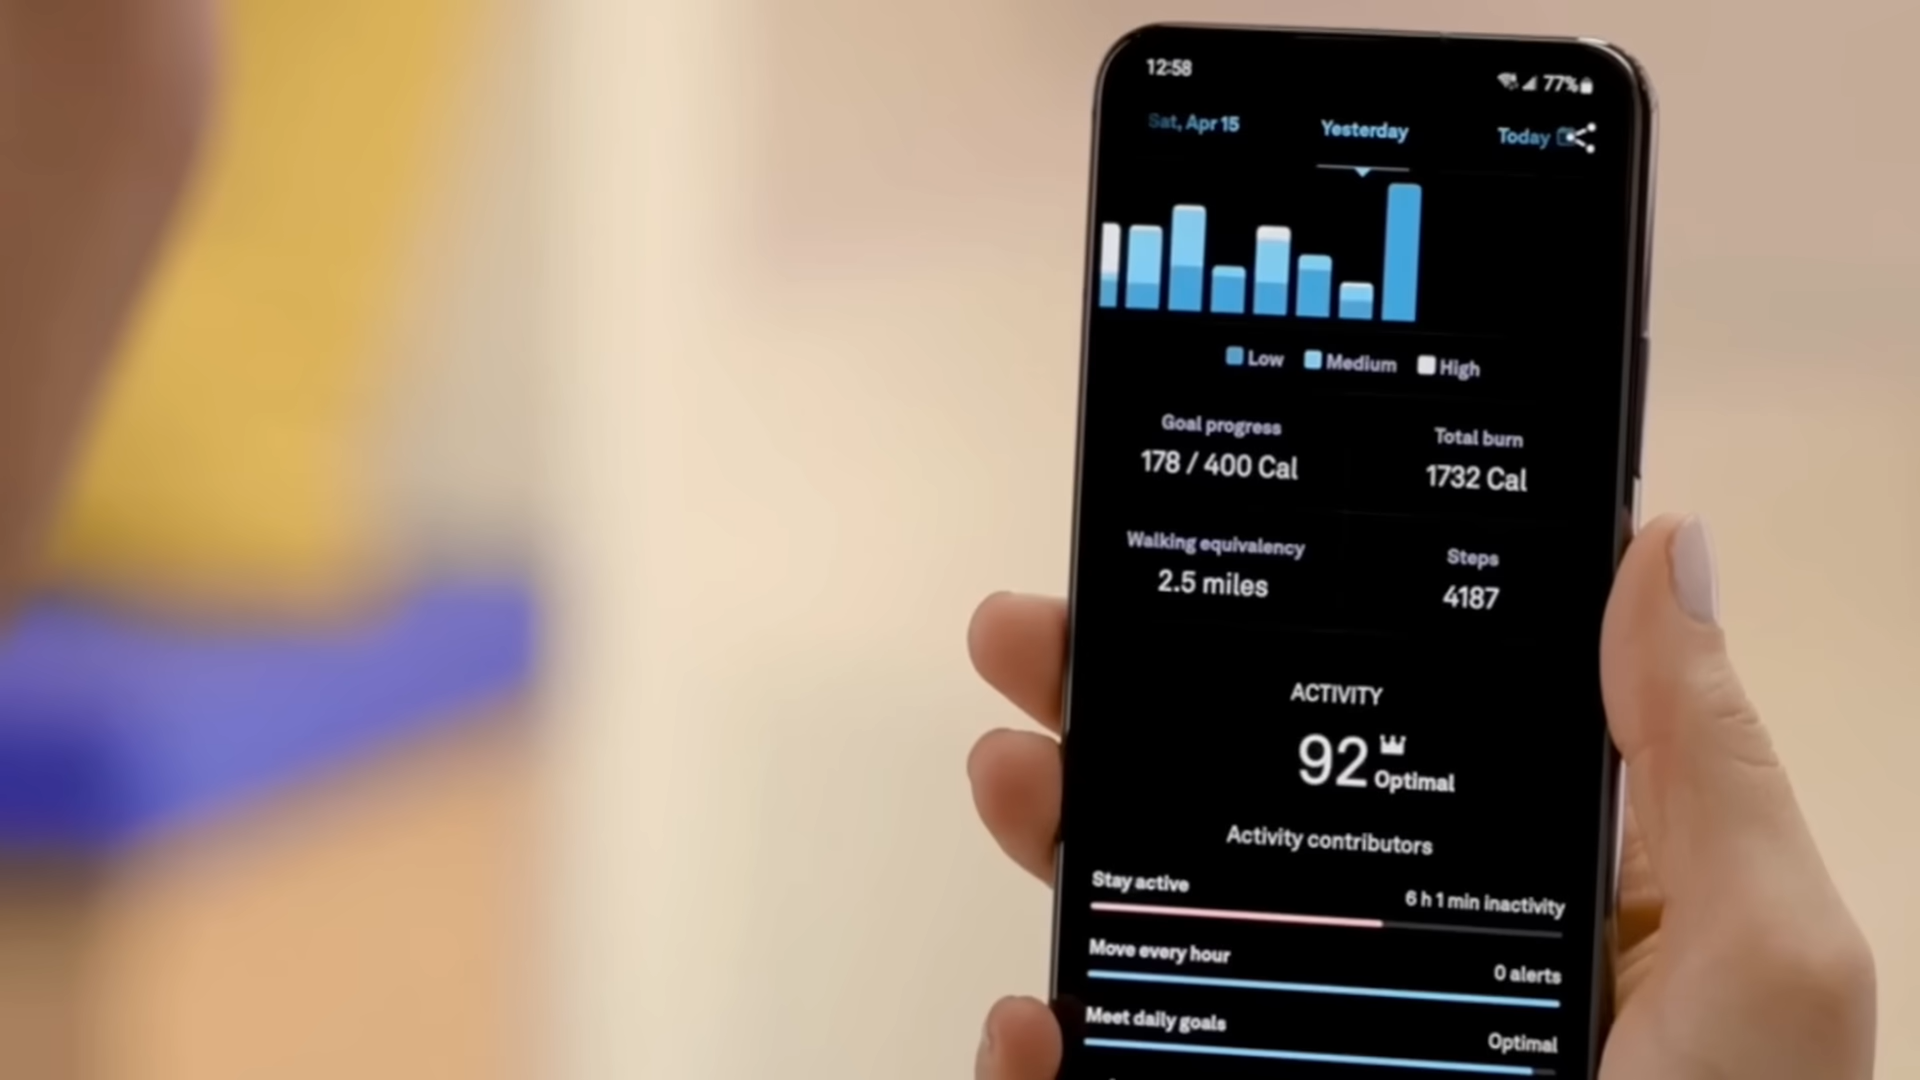 12:58 77%
Sat, Apr 15 Yesterday Today
Low Medium High
Goal progress Total burn
178 / 400 Cal 1732 Cal
Walking equivalency Steps
2.5 miles 4187
ACTIVITY
92 Optimal
Activity contributors
Stay active 6 h 1 min inactivity
Move every hour 0 alerts
Meet daily goals Optimal